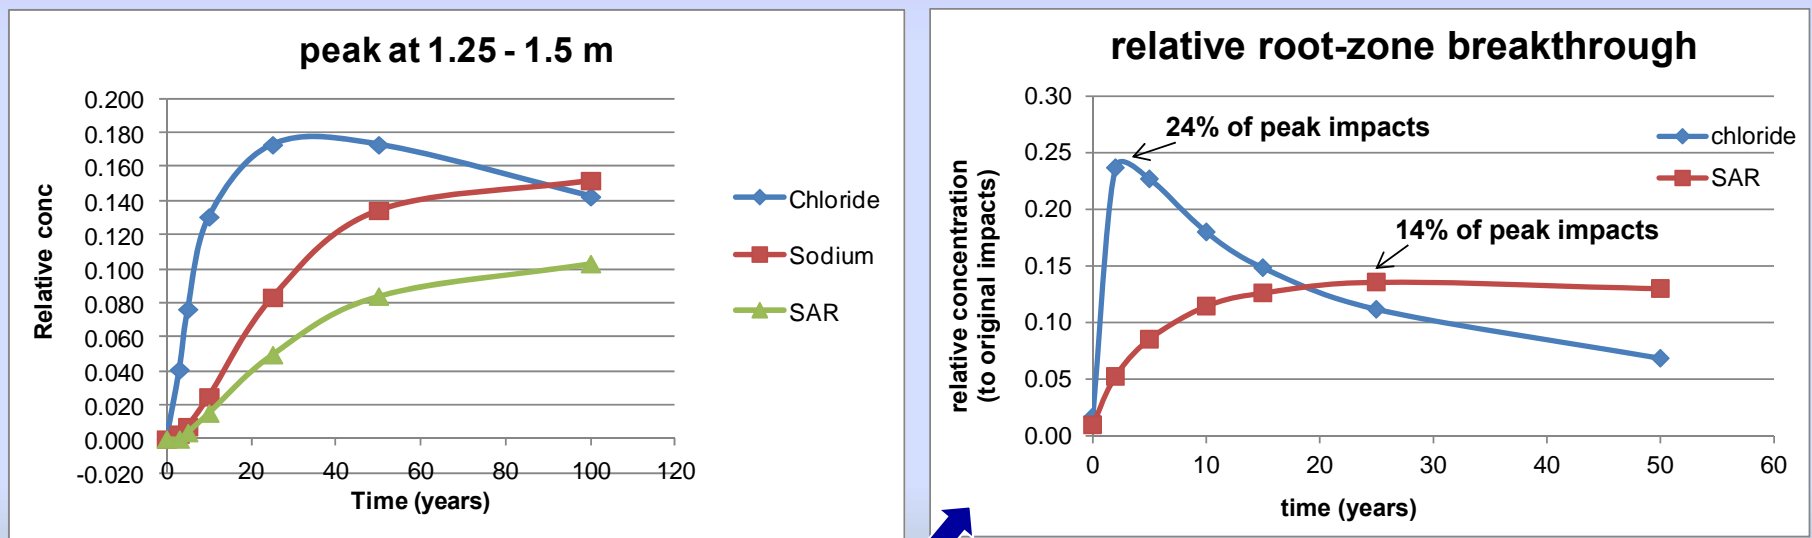 peak at 1.25 - 1.5 m
Relative conc
0.200
0.180
0.160
0.140
0.120
0.100
0.080
0.060
0.040
0.020
0.000
-0.020
0 20 40 60 80 100 120
Time (years)
Chloride
Sodium
SAR
relative root-zone breakthrough
relative concentration
(to original impacts)
0.30
0.25
0.20
0.15
0.10
0.05
0.00
24% of peak impacts
14% of peak impacts
chloride
SAR
0 10 20 30 40 50 60
time (years)